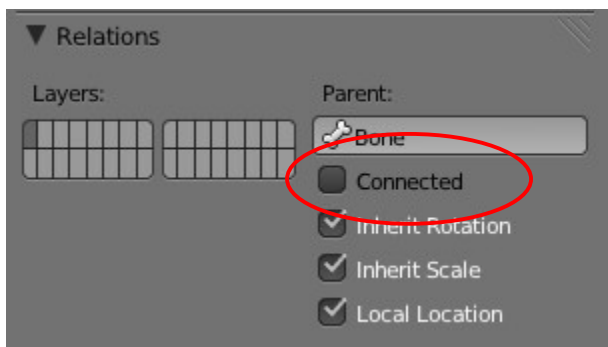 Relations
Layers:
Parent:
Bone
Connected
Inherit Rotation
Inherit Scale
Local Location